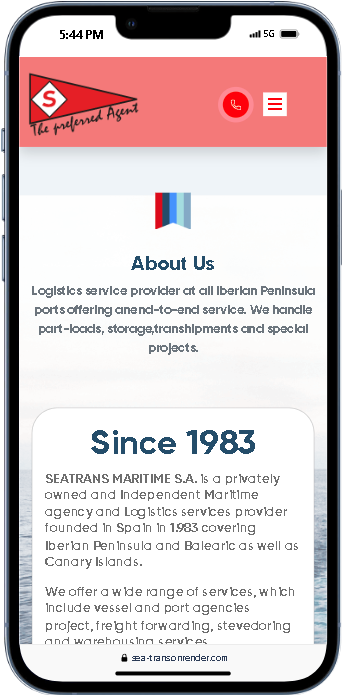 5:44 PM
5G
S
The preferred Agent
About Us
Logistics service provider at all Iberian Peninsula
ports offering anend-to-end service. We handle
part-loads, storage,transhipments and special
projects.
Since 1983
SEATRANS MARITIME S.A. is a privately
owned and Independent Maritime
agency and Logistics services provider
founded in Spain in 1.983 covering
Iberian Peninsula and Balearic as well as
Canary Islands.
We offer a wide range of services, which
include vessel and port agencies
project, freight forwarding, stevedoring
and warehousing services
sea-transonrender.com